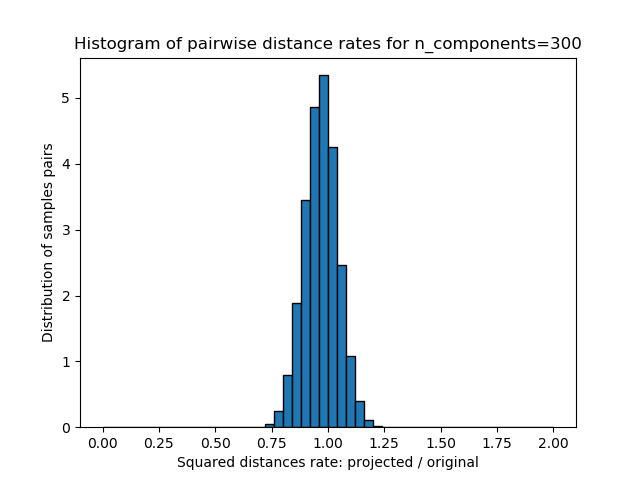 Histogram of pairwise distance rates for n_components=300
Distribution of samples pairs
5
4
3
2
1
0
0.00 0.25 0.50 0.75 1.00 1.25 1.50 1.75 2.00
Squared distances rate: projected / original